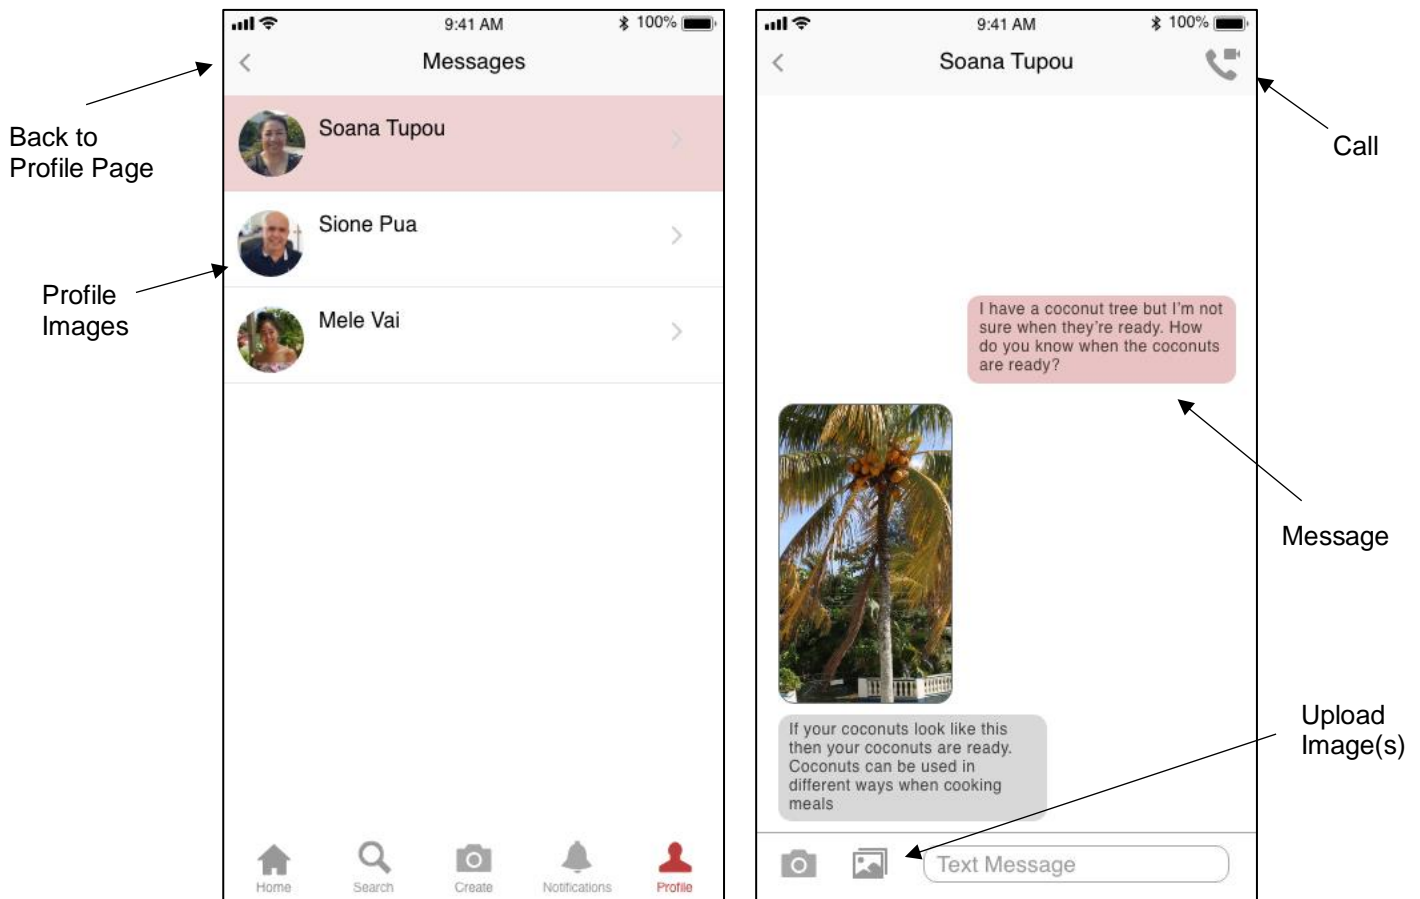 9:41 AM
100%
Messages
Back to
Profile Page
Soana Tupou
Sione Pua
Profile
Images
Mele Vai
Home
Search
Create
Notifications
Profile
9:41 AM
100%
Soana Tupou
Call
I have a coconut tree but I'm not
sure when they're ready. How
do you know when the coconuts
are ready?
Message
If your coconuts look like this
then your coconuts are ready.
Coconuts can be used in
different ways when cooking
meals
Upload
Image(s)
Text Message